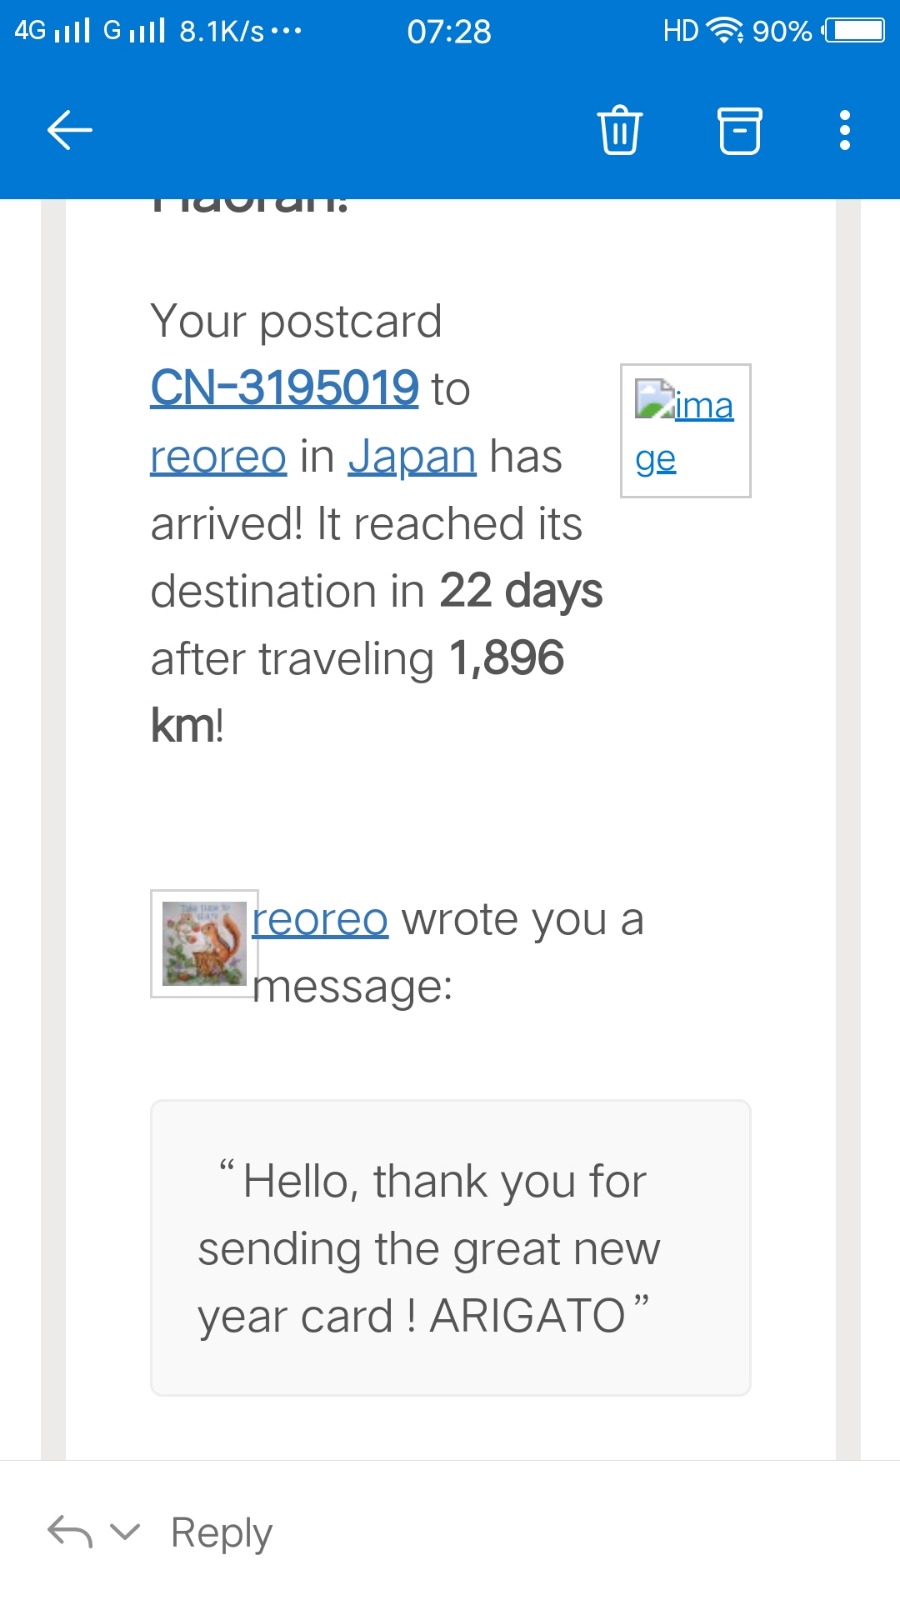 4G G 8.1K/s... 07:28 HD 90%
Your postcard
CN-3195019 to
reoreo in Japan has
arrived! It reached its
destination in 22 days
after traveling 1,896
km!
ima
ge
reoreo wrote you a
message:
“Hello, thank you for
sending the great new
year card ! ARIGATO”
Reply